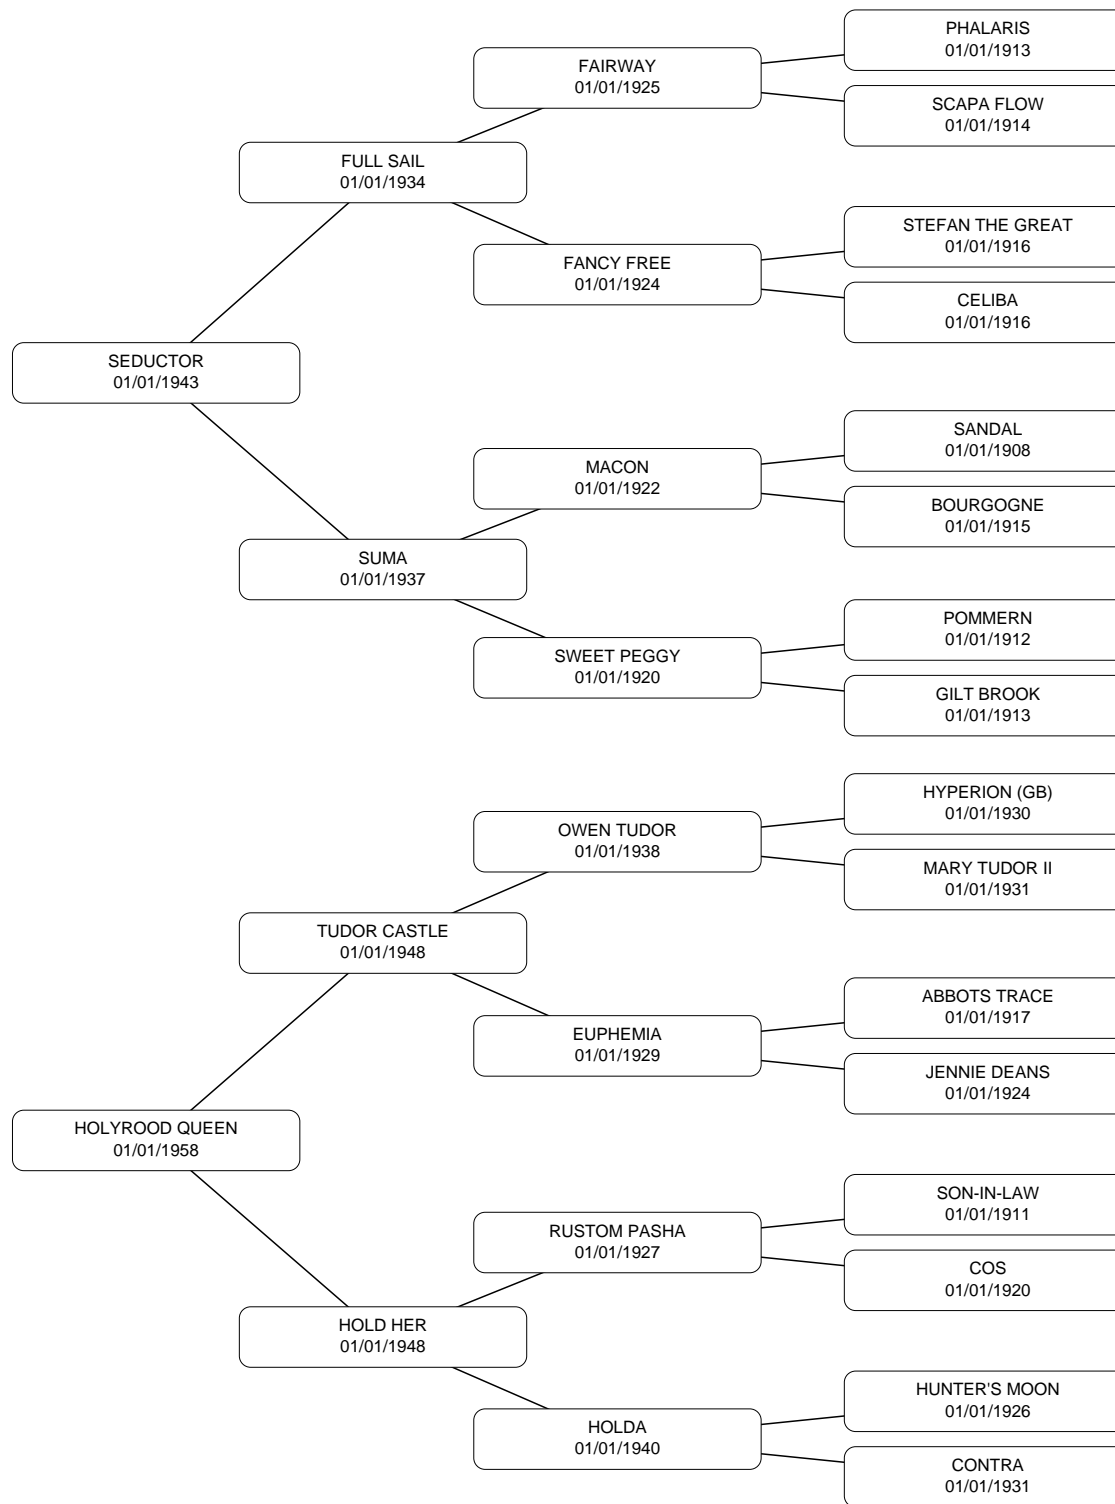 PHALARIS
01/01/1913
FAIRWAY
01/01/1925
SCAPA FLOW
01/01/1914
FULL SAIL
01/01/1934
STEFAN THE GREAT
01/01/1916
FANCY FREE
01/01/1924
CELIBA
01/01/1916
SEDUCTOR
01/01/1943
SANDAL
01/01/1908
MACON
01/01/1922
BOURGOGNE
01/01/1915
SUMA
01/01/1937
POMMERN
01/01/1912
SWEET PEGGY
01/01/1920
GILT BROOK
01/01/1913
HYPERION (GB)
01/01/1930
OWEN TUDOR
01/01/1938
MARY TUDOR II
01/01/1931
TUDOR CASTLE
01/01/1948
ABBOTS TRACE
01/01/1917
EUPHEMIA
01/01/1929
JENNIE DEANS
01/01/1924
HOLYROOD QUEEN
01/01/1958
SON-IN-LAW
01/01/1911
RUSTOM PASHA
01/01/1927
COS
01/01/1920
HOLD HER
01/01/1948
HUNTER'S MOON
01/01/1926
HOLDA
01/01/1940
CONTRA
01/01/1931